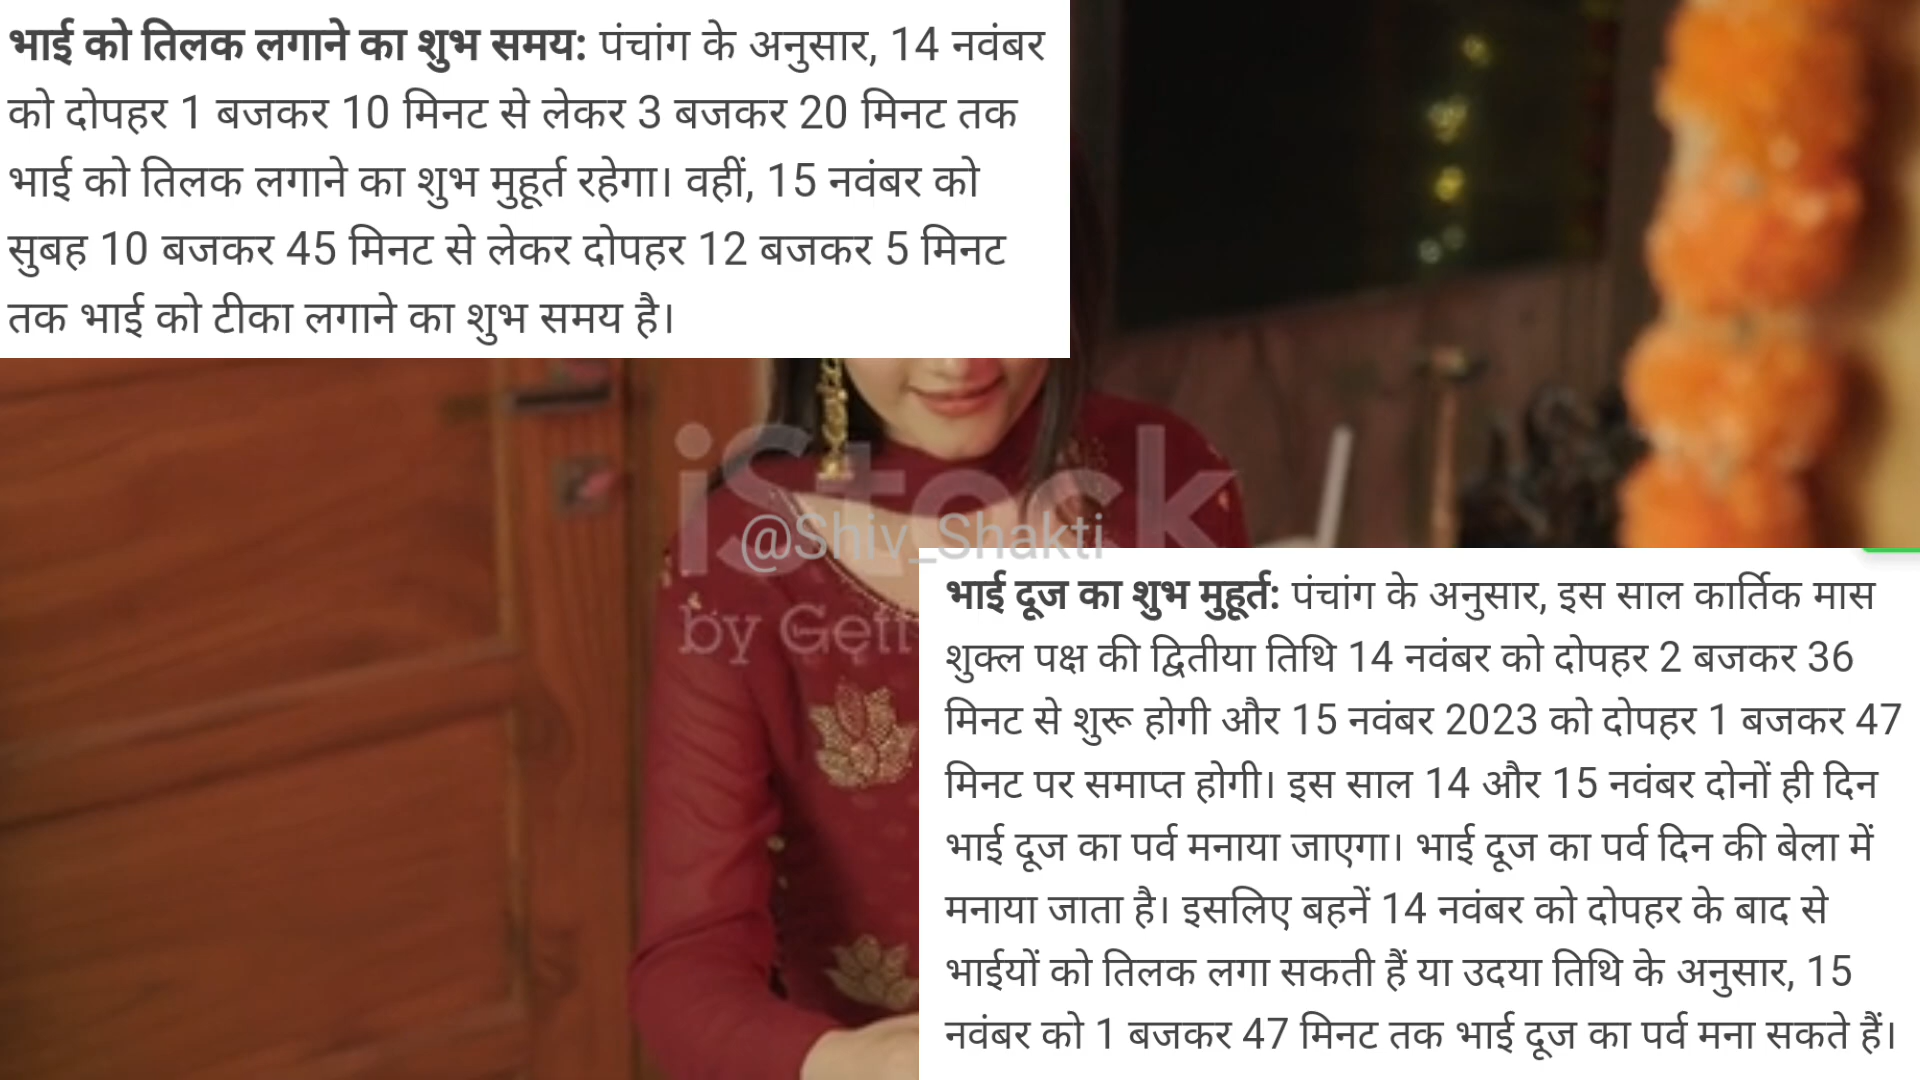 भाई को तिलक लगाने का शुभ समय: पंचांग के अनुसार, 14 नवंबर
को दोपहर 1 बजकर 10 मिनट से लेकर 3 बजकर 20 मिनट तक
भाई को तिलक लगाने का शुभ मुहूर्त रहेगा। वहीं, 15 नवंबर को
सुबह 10 बजकर 45 मिनट से लेकर दोपहर 12 बजकर 5 मिनट
तक भाई को टीका लगाने का शुभ समय है।
iStock
@Shiv_Shakti
by
भाई दूज का शुभ मुहूर्त: पंचांग के अनुसार, इस साल कार्तिक मास
शुक्ल पक्ष की द्वितीया तिथि 14 नवंबर को दोपहर 2 बजकर 36
मिनट से शुरू होगी और 15 नवंबर 2023 को दोपहर 1 बजकर 47
मिनट पर समाप्त होगी। इस साल 14 और 15 नवंबर दोनों ही दिन
भाई दूज का पर्व मनाया जाएगा। भाई दूज का पर्व दिन की बेला में
मनाया जाता है। इसलिए बहनें 14 नवंबर को दोपहर के बाद से
भाईयों को तिलक लगा सकती हैं या उदया तिथि के अनुसार, 15
नवंबर को 1 बजकर 47 मिनट तक भाई दूज का पर्व मना सकते हैं।